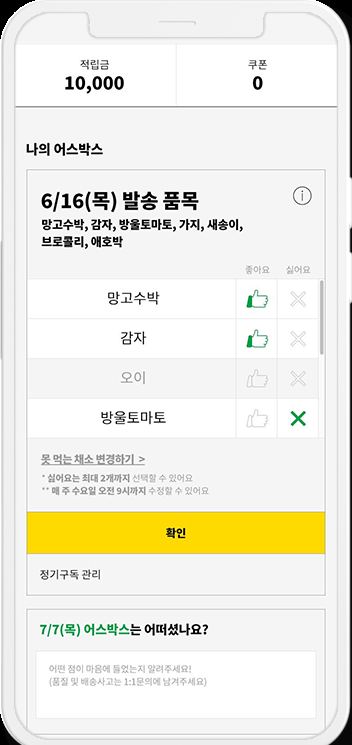 적립금
쿠폰
10,000
0
나의 어스박스
6/16(목) 발송 품목
망고수박, 감자, 방울토마토, 가지, 새송이,
브로콜리, 애호박
좋아요
싫어요
망고수박
감자
오이
방울토마토
못 먹는 채소 변경하기 >
* 싫어요는 최대 2개까지 선택할 수 있어요
** 매 주 수요일 오전 9시까지 수정할 수 있어요
확인
정기구독 관리
7/7(목) 어스박스는 어떠셨나요?
어떤 점이 마음에 들었는지 알려주세요!
(품질 및 배송사고는 1:1문의에 남겨주세요)